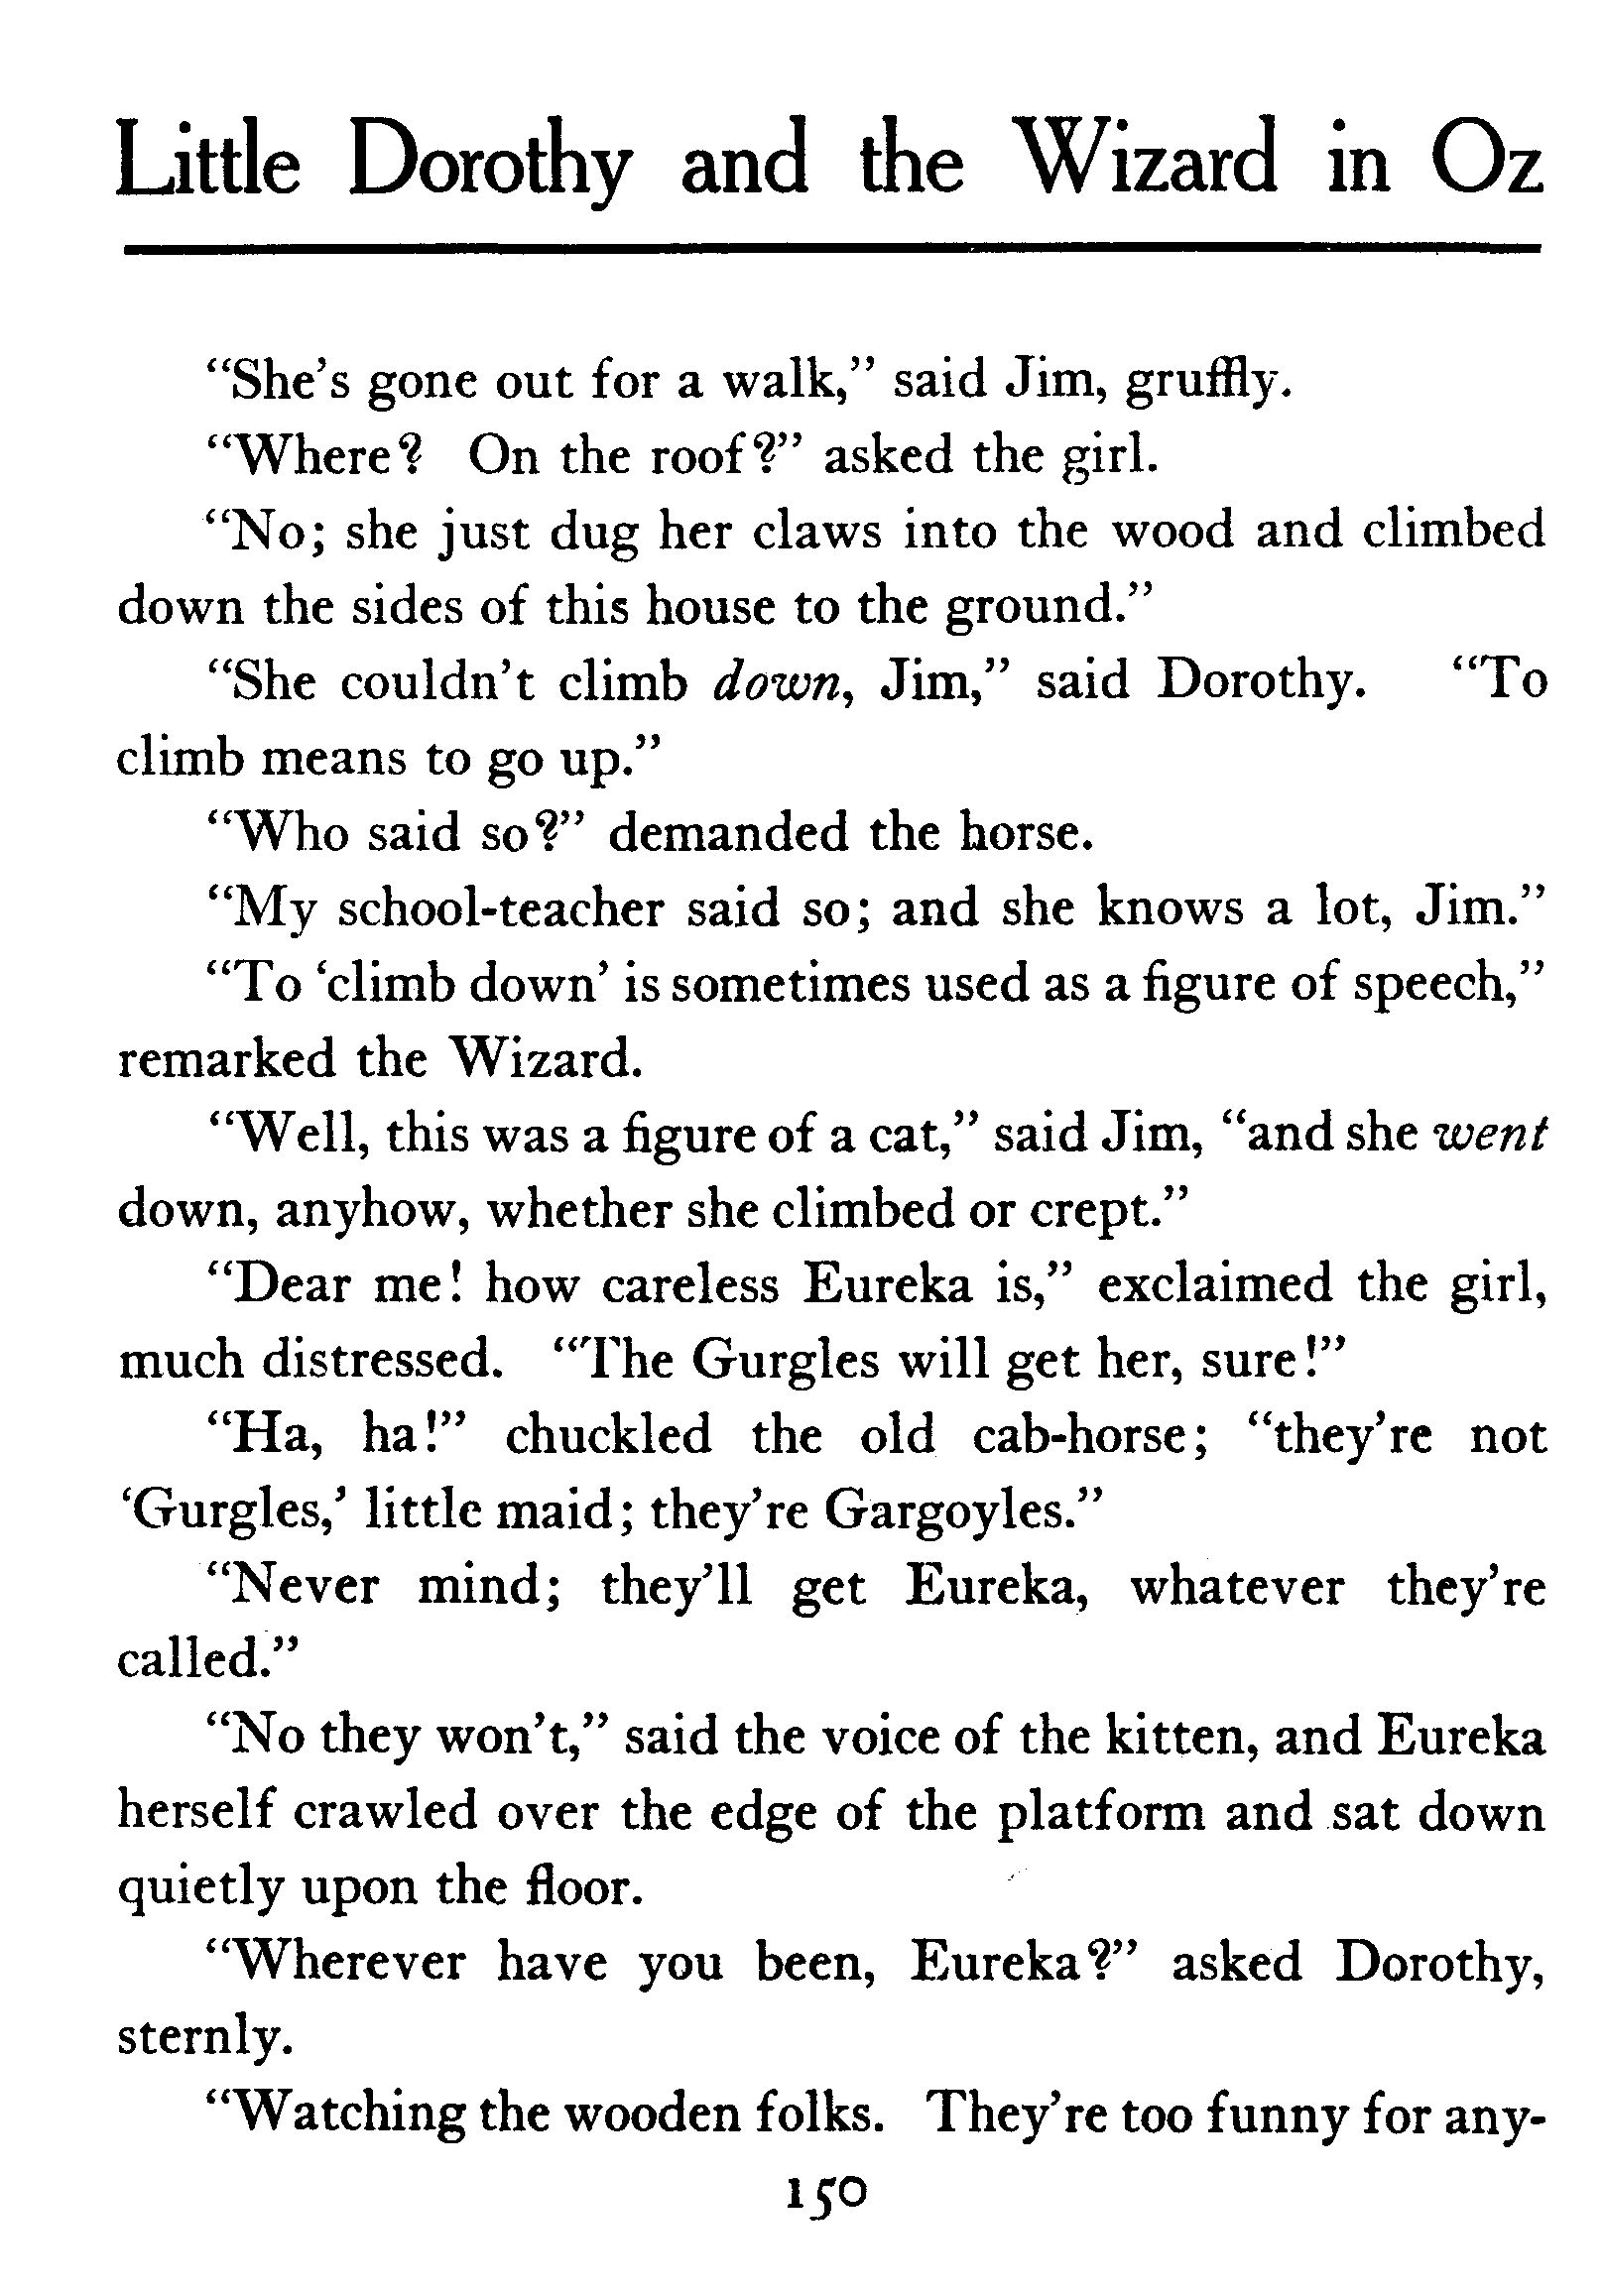 Little Dorothy and the Wizard in Oz
“She’s gone out for a walk,” said Jim, gruffly.
“Where? On the roof?” asked the girl.
“No; she just dug her claws into the wood and climbed
down the sides of this house to the ground.”
“She couldn’t climb down, Jim,” said Dorothy. “To
climb means to go up.”
“Who said so?” demanded the horse.
“My school-teacher said so; and she knows a lot, Jim.”
“To ‘climb down’ is sometimes used as a figure of speech,”
remarked the Wizard.
“Well, this was a figure of a cat,” said Jim, “and she went
down, anyhow, whether she climbed or crept.”
“Dear me! how careless Eureka is,” exclaimed the girl,
much distressed. “The Gurgles will get her, sure!”
“Ha, ha!” chuckled the old cab-horse; “they’re not
‘Gurgles,’ little maid; they’re Gargoyles.”
“Never mind; they’ll get Eureka, whatever they’re
called.”
“No they won’t,” said the voice of the kitten, and Eureka
herself crawled over the edge of the platform and sat down
quietly upon the floor.
“Wherever have you been, Eureka?” asked Dorothy,
sternly.
“Watching the wooden folks. They’re too funny for any-
150